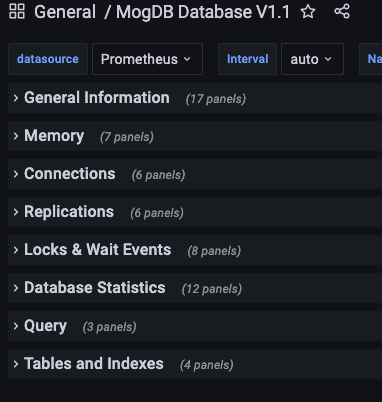 General / MogDB Database V1.1
datasource Prometheus Interval auto Na
General Information (17 panels)
Memory (7 panels)
Connections (6 panels)
Replications (6 panels)
Locks & Wait Events (8 panels)
Database Statistics (12 panels)
Query (3 panels)
Tables and Indexes (4 panels)